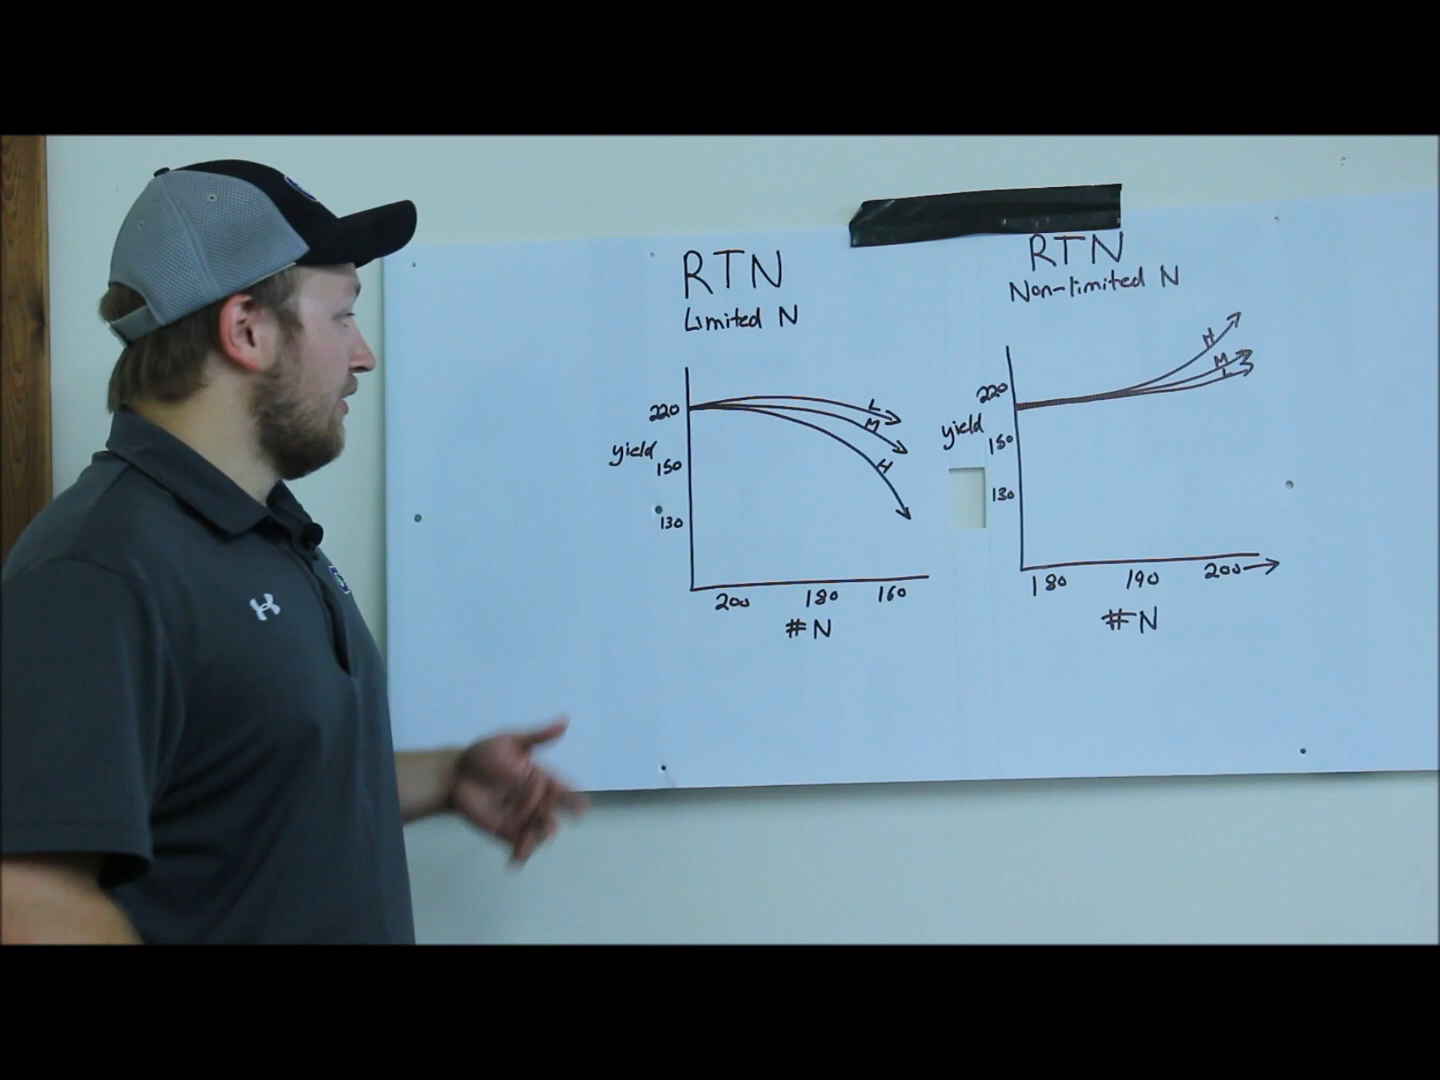 RTN
Limited N
220
yield
150
130
L
M
H
200 180 160
# N
RTN
Non-limited N
220
yield
150
130
H
M
L
180 190 200
# N